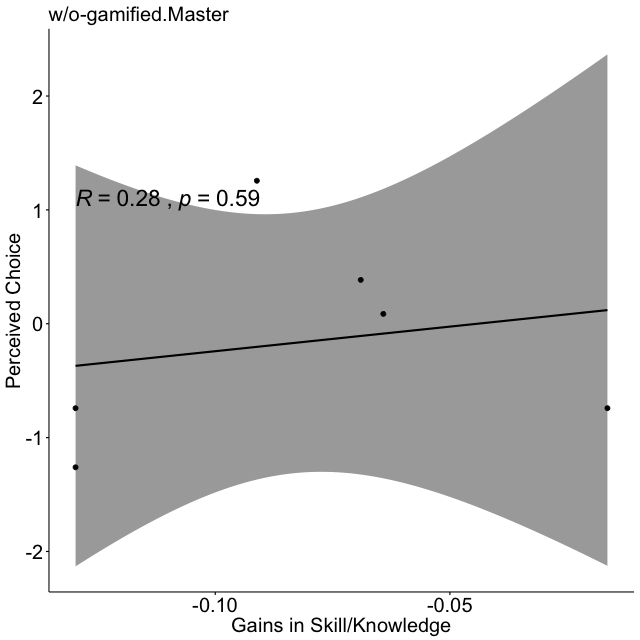 w/o-gamified.Master
2
1
0
-1
-2
R = 0.28 , p = 0.59
Perceived Choice
-0.10
-0.05
Gains in Skill/Knowledge